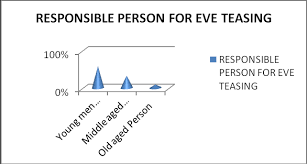 RESPONSIBLE PERSON FOR EVE TEASING
100%
0%
Young men...
Middle aged...
Old aged Person
RESPONSIBLE
PERSON FOR EVE
TEASING